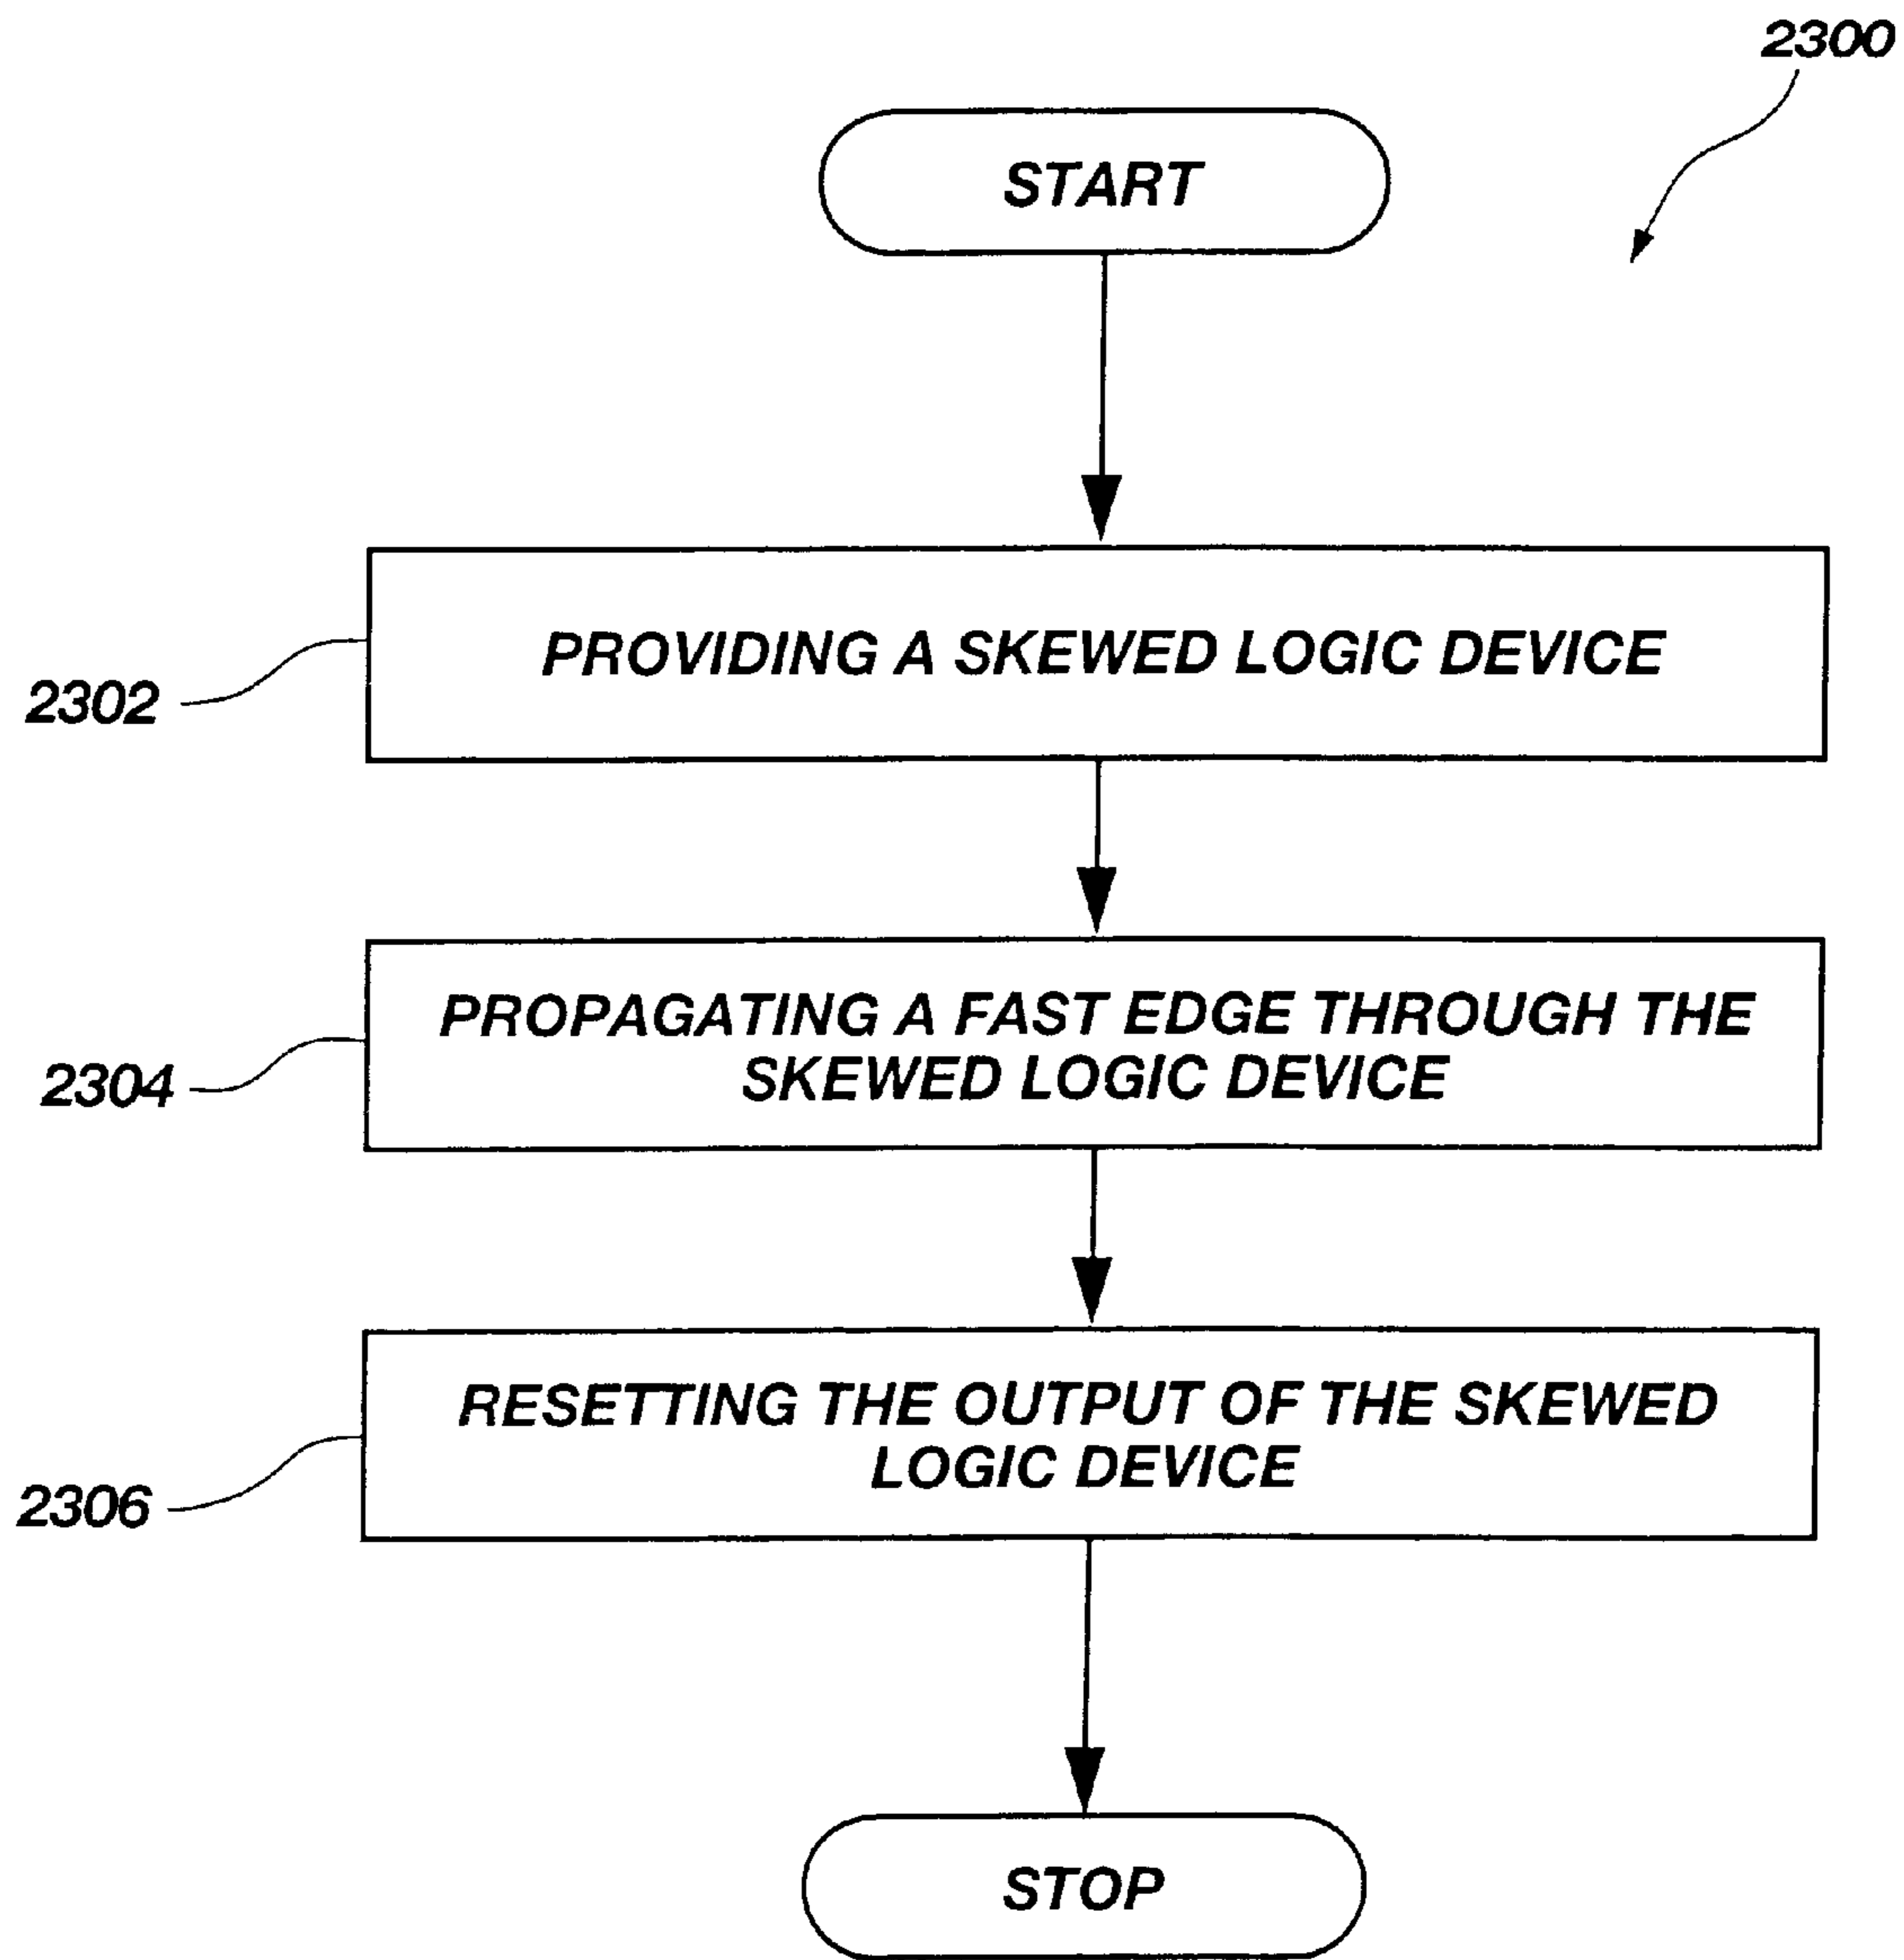 2300
START
PROVIDING A SKEWED LOGIC DEVICE
2302
PROPAGATING A FAST EDGE THROUGH THE
SKEWED LOGIC DEVICE
2304
RESETTING THE OUTPUT OF THE SKEWED
LOGIC DEVICE
2306
STOP